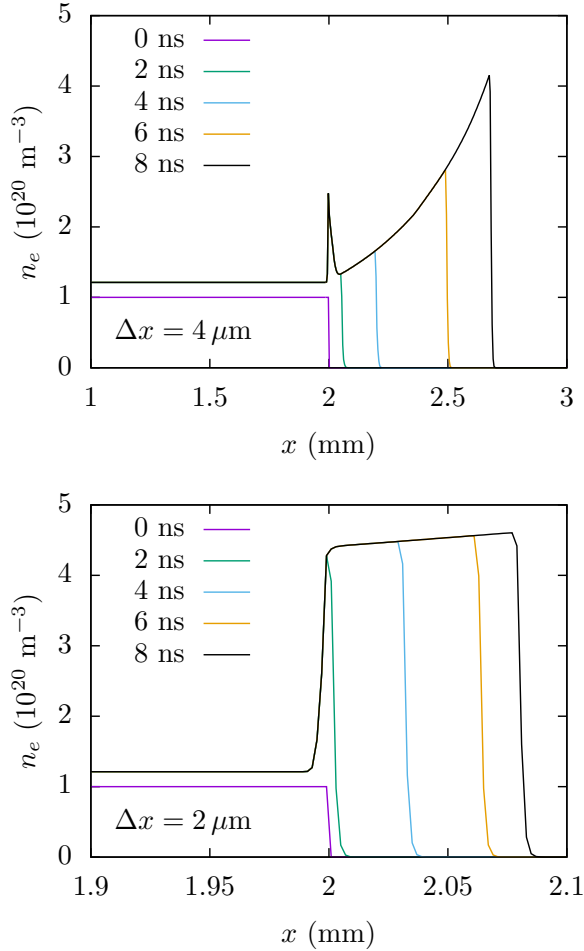 5
4
3
2
1
0
n_e (10^20 m^−3)
0 ns
2 ns
4 ns
6 ns
8 ns
Δx = 4 μm
1 1.5 2 2.5 3
x (mm)
5
4
3
2
1
0
n_e (10^20 m^−3)
0 ns
2 ns
4 ns
6 ns
8 ns
Δx = 2 μm
1.9 1.95 2 2.05 2.1
x (mm)